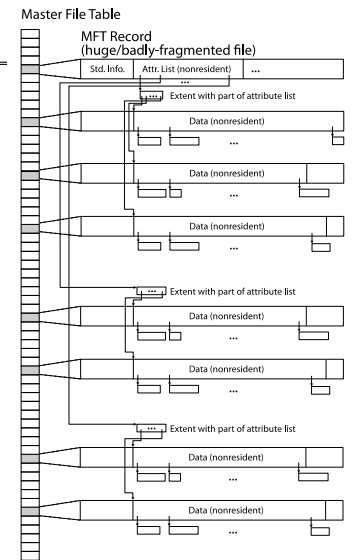 Master File Table
MFT Record
(huge/badly-fragmented file)
Std. Info. Attr. List (nonresident) ...
...
... Extent with part of attribute list
Data (nonresident)
...
Data (nonresident)
...
Data (nonresident)
...
... Extent with part of attribute list
Data (nonresident)
...
Data (nonresident)
...
... Extent with part of attribute list
Data (nonresident)
...
Data (nonresident)
...